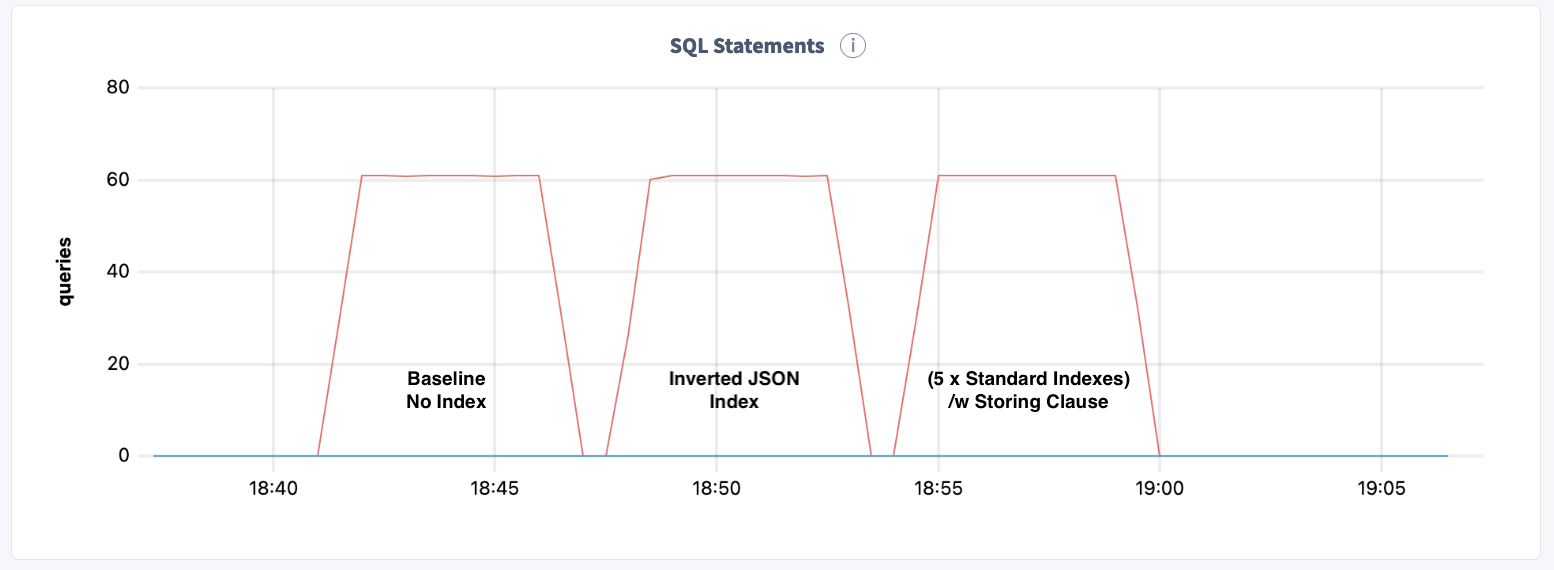 SQL Statements i
80
60
40
20
0
queries
Baseline
No Index
Inverted JSON
Index
(5 x Standard Indexes)
/w Storing Clause
18:40 18:45 18:50 18:55 19:00 19:05